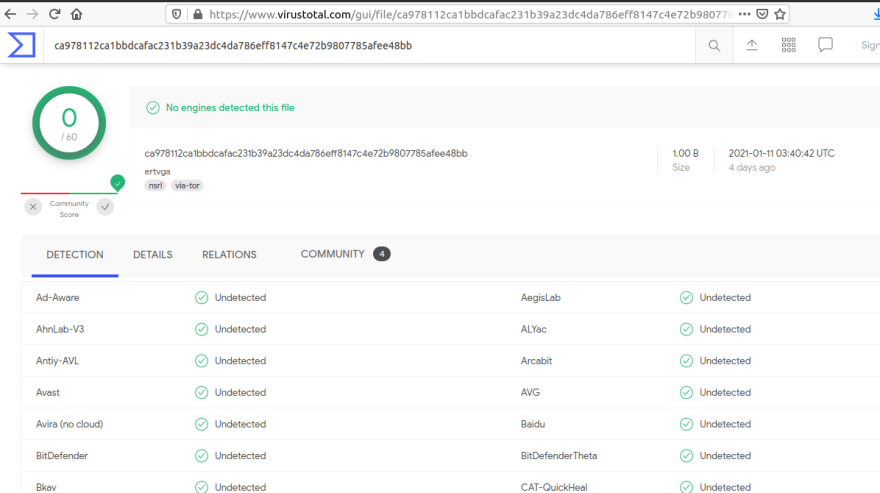 https://www.virustotal.com/gui/file/ca978112ca1bbdcafac231b39a23dc4da786eff8147c4e72b98077
ca978112ca1bbdcafac231b39a23dc4da786eff8147c4e72b9807785afee48bb
Sign
0
/ 60
No engines detected this file
ca978112ca1bbdcafac231b39a23dc4da786eff8147c4e72b9807785afee48bb
ertvga
nsrl via-tor
1.00 B
Size
2021-01-11 03:40:42 UTC
4 days ago
Community
Score
DETECTION DETAILS RELATIONS COMMUNITY 4
Ad-Aware Undetected AegisLab Undetected
AhnLab-V3 Undetected ALYac Undetected
Antiy-AVL Undetected Arcabit Undetected
Avast Undetected AVG Undetected
Avira (no cloud) Undetected Baidu Undetected
BitDefender Undetected BitDefenderTheta Undetected
Bkav Undetected CAT-QuickHeal Undetected